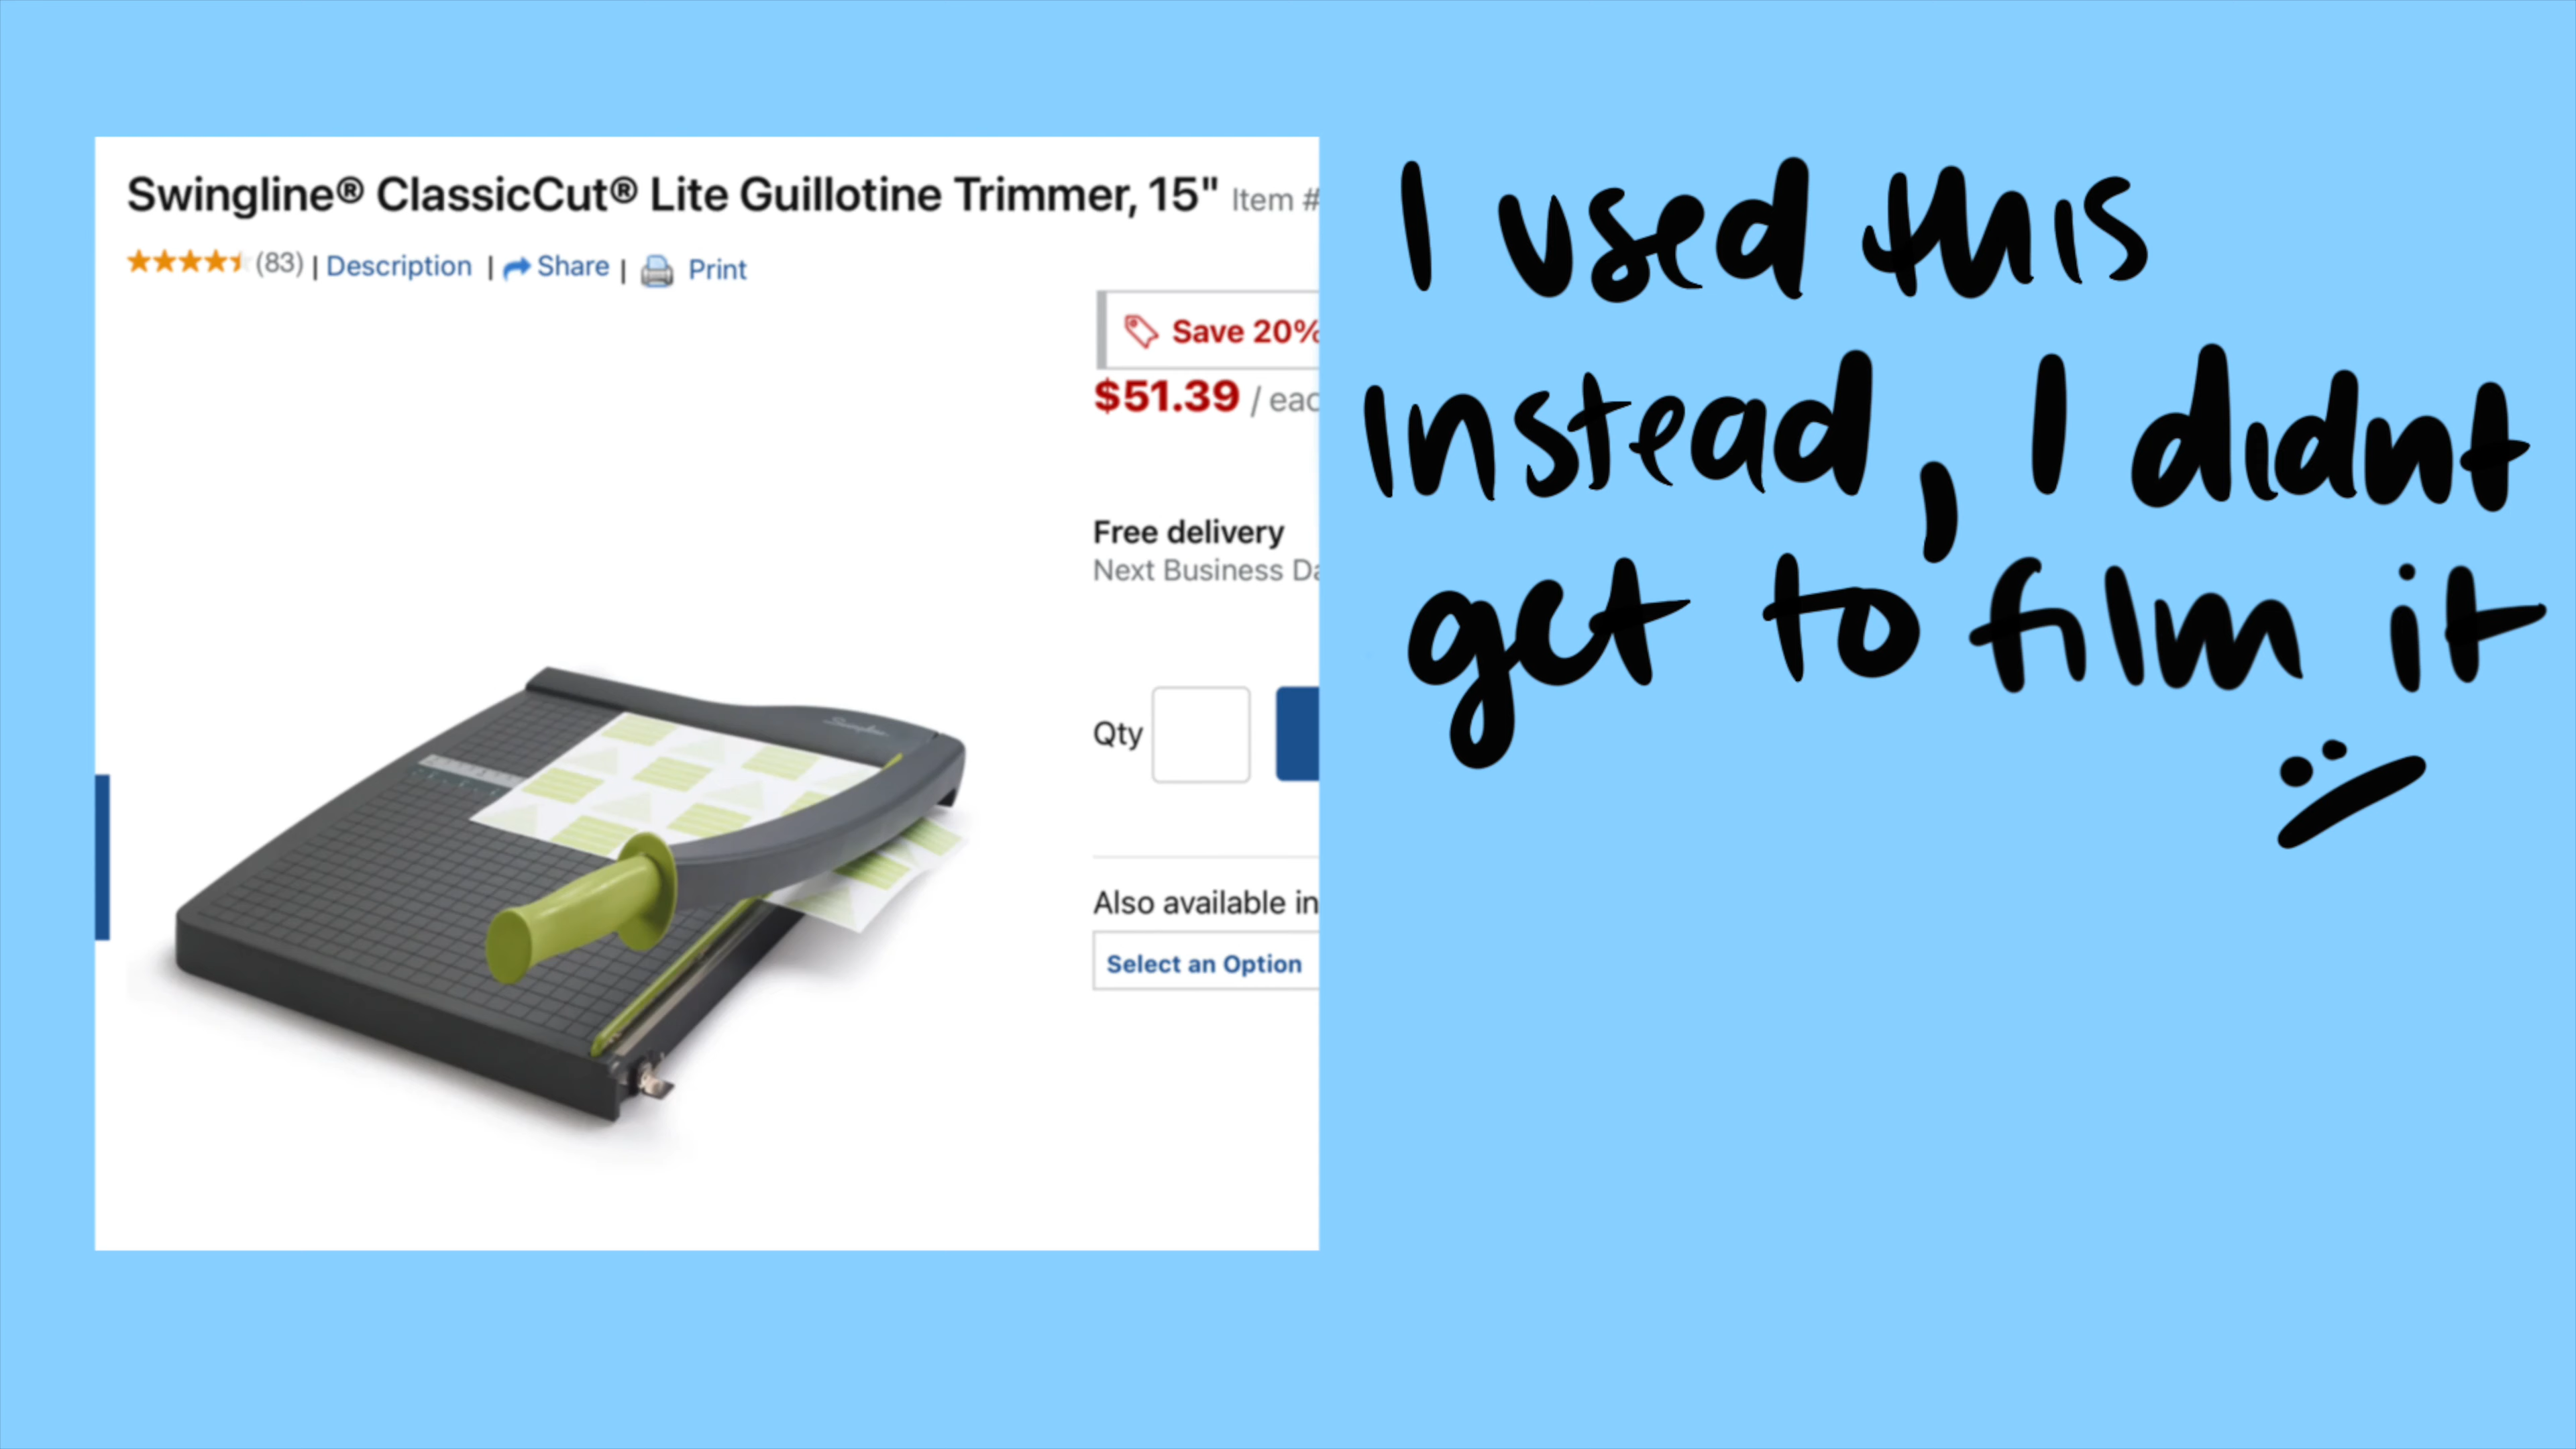 Swingline® ClassicCut® Lite Guillotine Trimmer, 15" Item #
(83) | Description | Share | Print
Save 20%
$51.39 / eac
Free delivery
Next Business Da
Qty
Also available in
Select an Option
Swingline
I used this
instead, I didnt
get to film it
:/